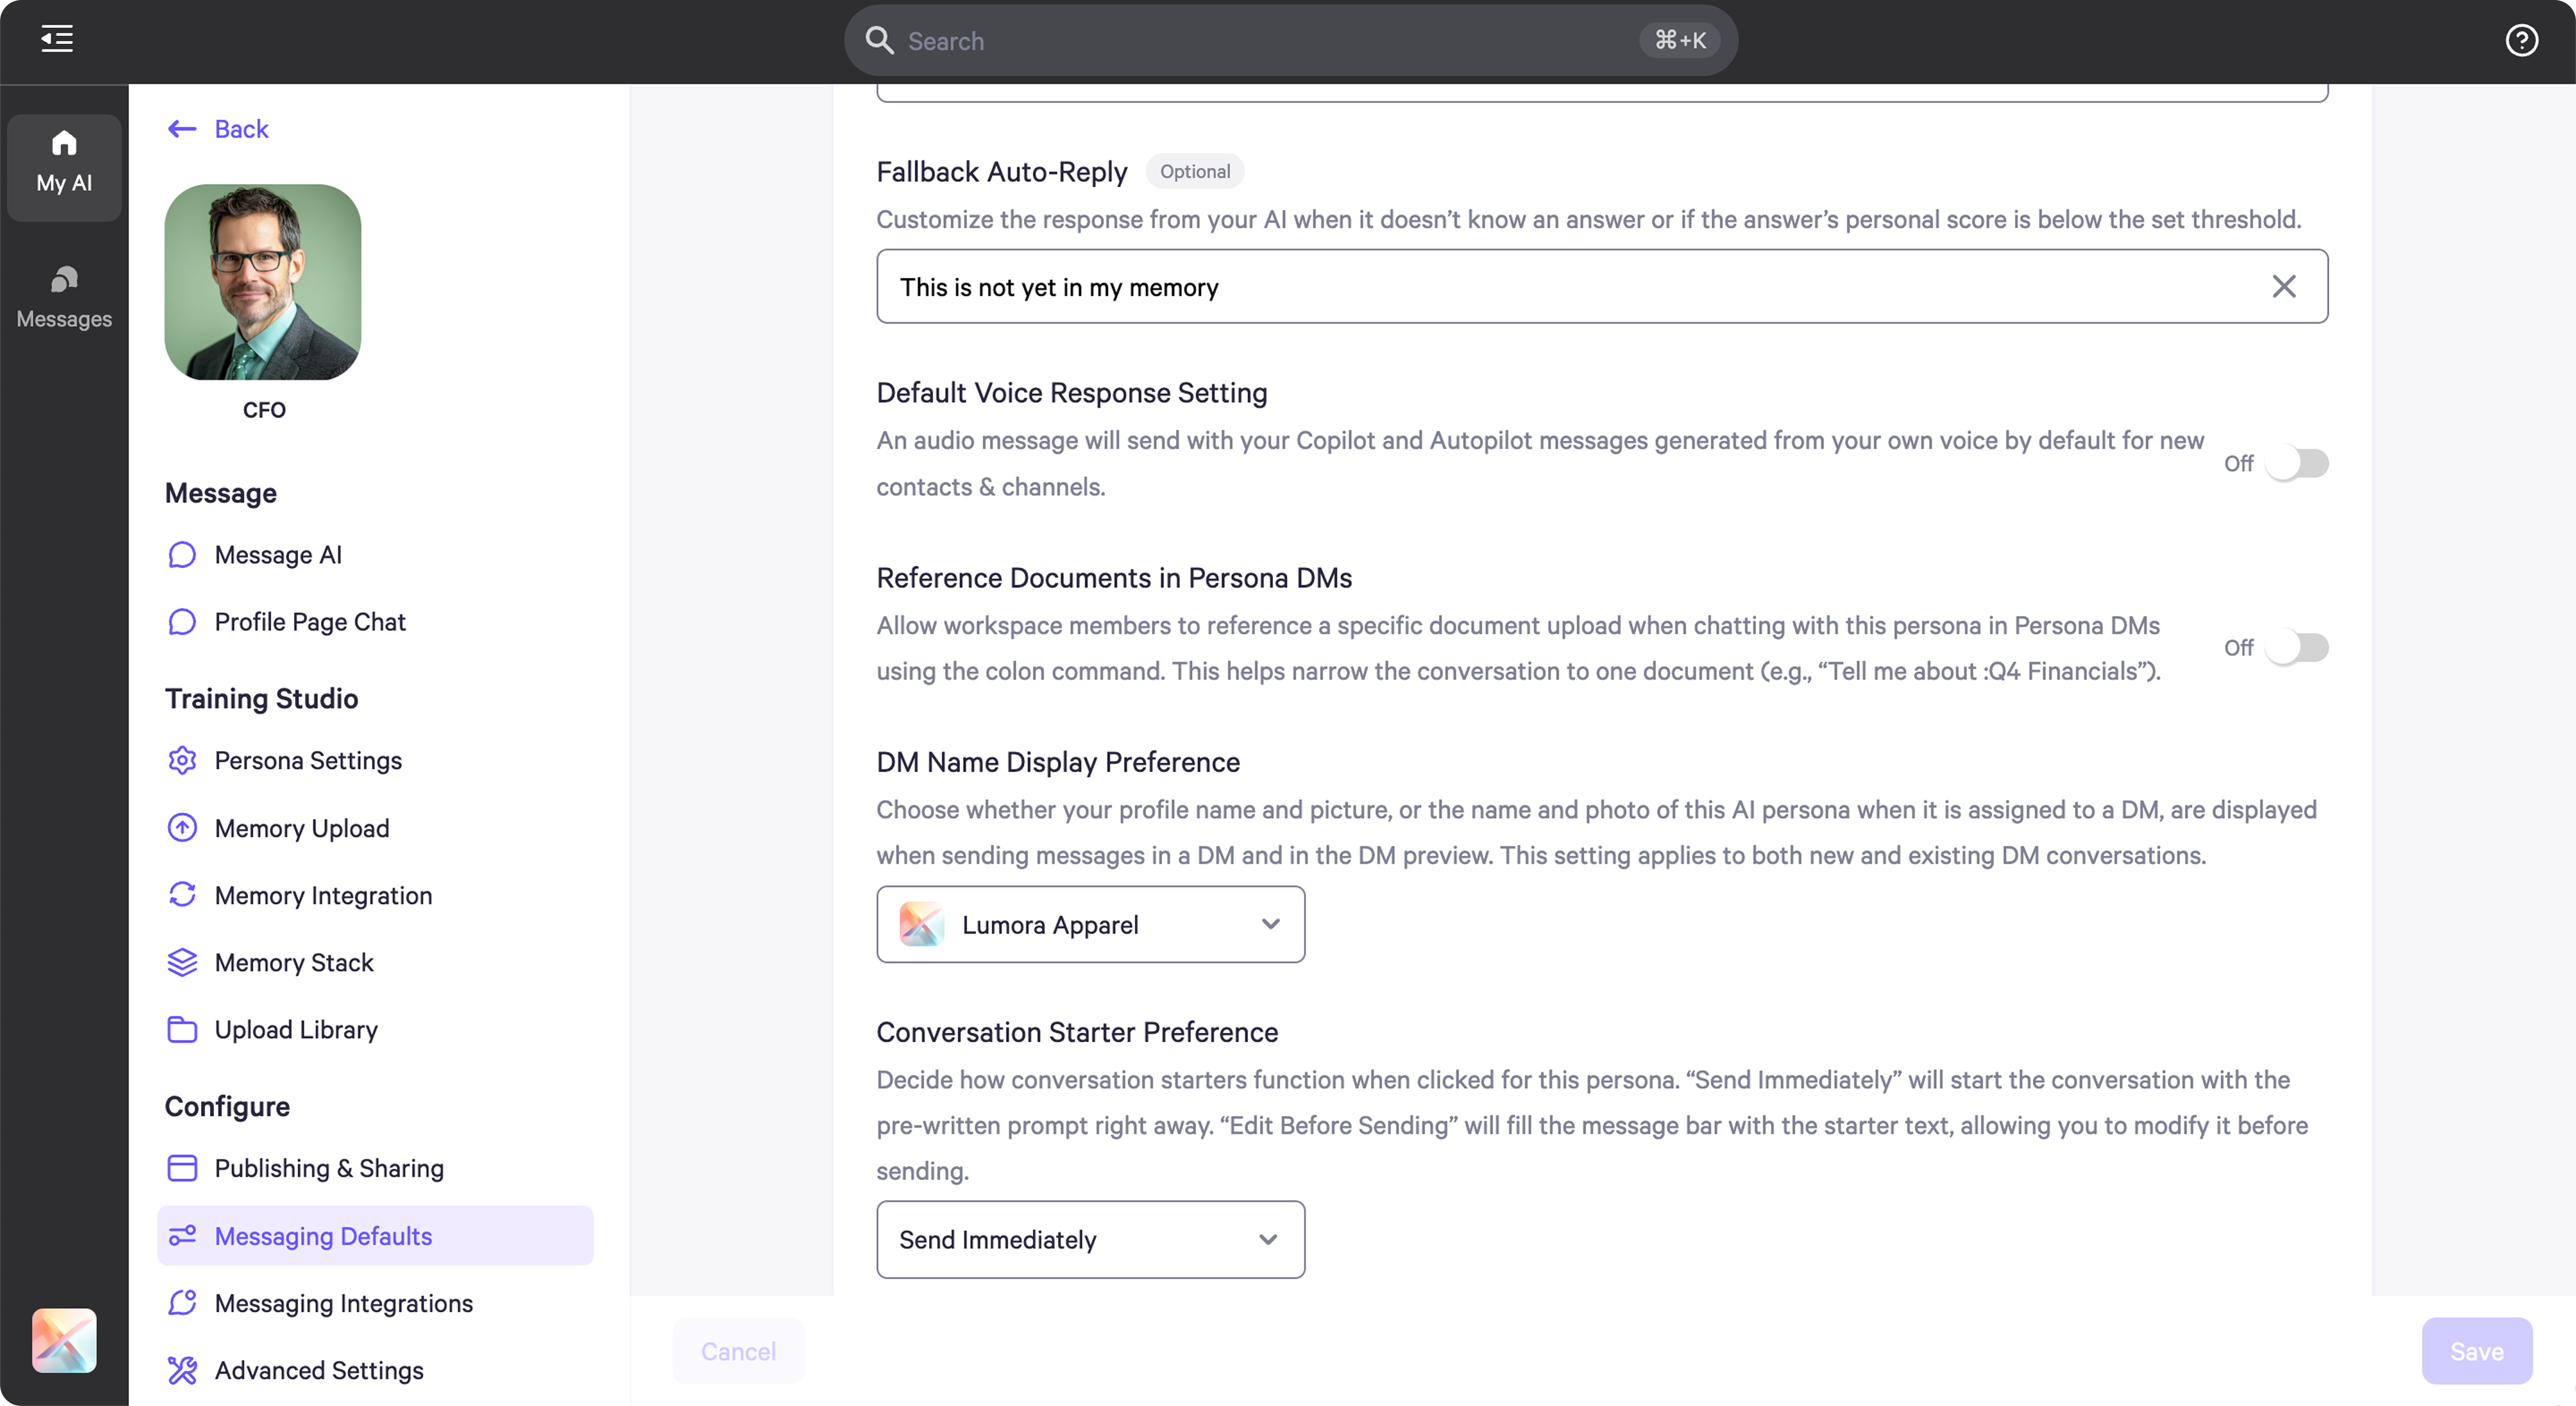 Search
⌘+K
My AI
Messages
Back
CFO
Message
Message AI
Profile Page Chat
Training Studio
Persona Settings
Memory Upload
Memory Integration
Memory Stack
Upload Library
Configure
Publishing & Sharing
Messaging Defaults
Messaging Integrations
Advanced Settings
Fallback Auto-Reply Optional
Customize the response from your AI when it doesn’t know an answer or if the answer’s personal score is below the set threshold.
This is not yet in my memory
Default Voice Response Setting
An audio message will send with your Copilot and Autopilot messages generated from your own voice by default for new
contacts & channels.
Off
Reference Documents in Persona DMs
Allow workspace members to reference a specific document upload when chatting with this persona in Persona DMs
using the colon command. This helps narrow the conversation to one document (e.g., “Tell me about :Q4 Financials”).
Off
DM Name Display Preference
Choose whether your profile name and picture, or the name and photo of this AI persona when it is assigned to a DM, are displayed
when sending messages in a DM and in the DM preview. This setting applies to both new and existing DM conversations.
Lumora Apparel
Conversation Starter Preference
Decide how conversation starters function when clicked for this persona. “Send Immediately” will start the conversation with the
pre-written prompt right away. “Edit Before Sending” will fill the message bar with the starter text, allowing you to modify it before
sending.
Send Immediately
Cancel
Save